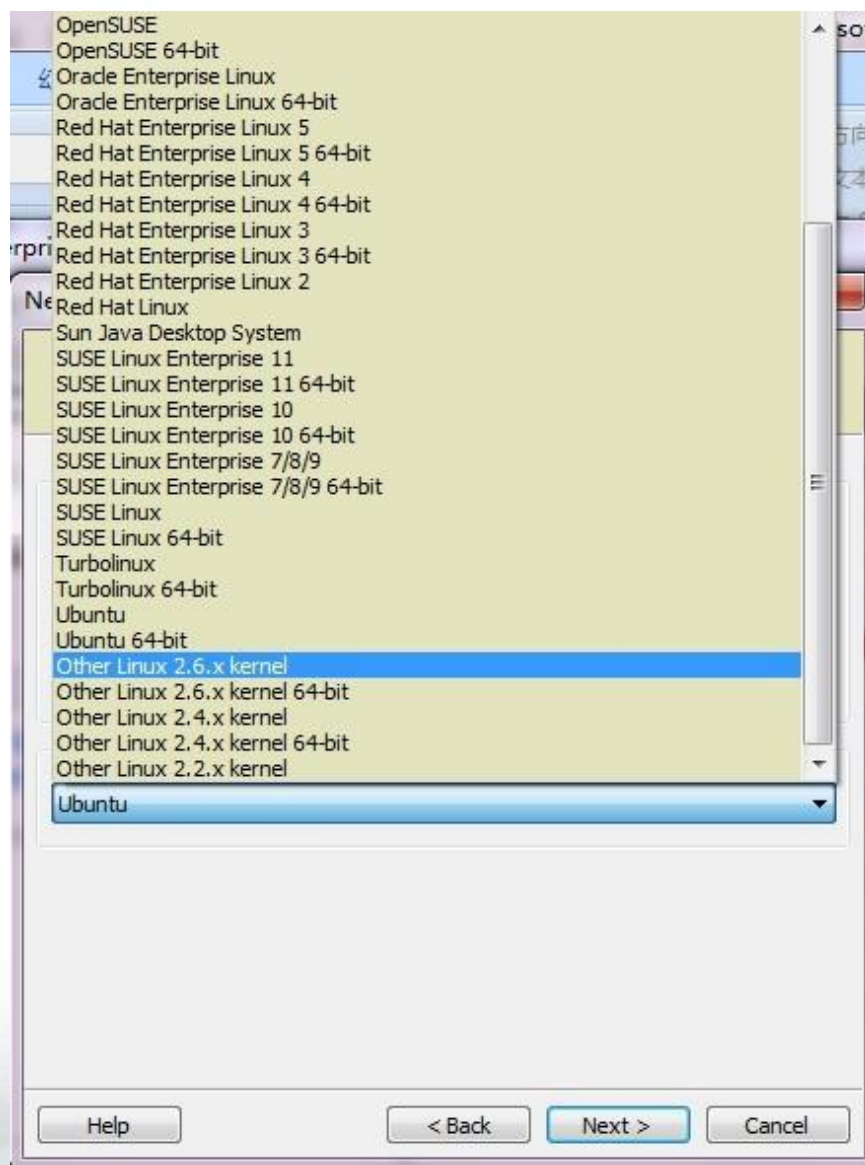 OpenSUSE
OpenSUSE 64-bit
Oracle Enterprise Linux
Oracle Enterprise Linux 64-bit
Red Hat Enterprise Linux 5
Red Hat Enterprise Linux 5 64-bit
Red Hat Enterprise Linux 4
Red Hat Enterprise Linux 4 64-bit
Red Hat Enterprise Linux 3
Red Hat Enterprise Linux 3 64-bit
Red Hat Enterprise Linux 2
Red Hat Linux
Sun Java Desktop System
SUSE Linux Enterprise 11
SUSE Linux Enterprise 11 64-bit
SUSE Linux Enterprise 10
SUSE Linux Enterprise 10 64-bit
SUSE Linux Enterprise 7/8/9
SUSE Linux Enterprise 7/8/9 64-bit
SUSE Linux
SUSE Linux 64-bit
Turbolinux
Turbolinux 64-bit
Ubuntu
Ubuntu 64-bit
Other Linux 2.6.x kernel
Other Linux 2.6.x kernel 64-bit
Other Linux 2.4.x kernel
Other Linux 2.4.x kernel 64-bit
Other Linux 2.2.x kernel
Ubuntu
Help < Back Next > Cancel